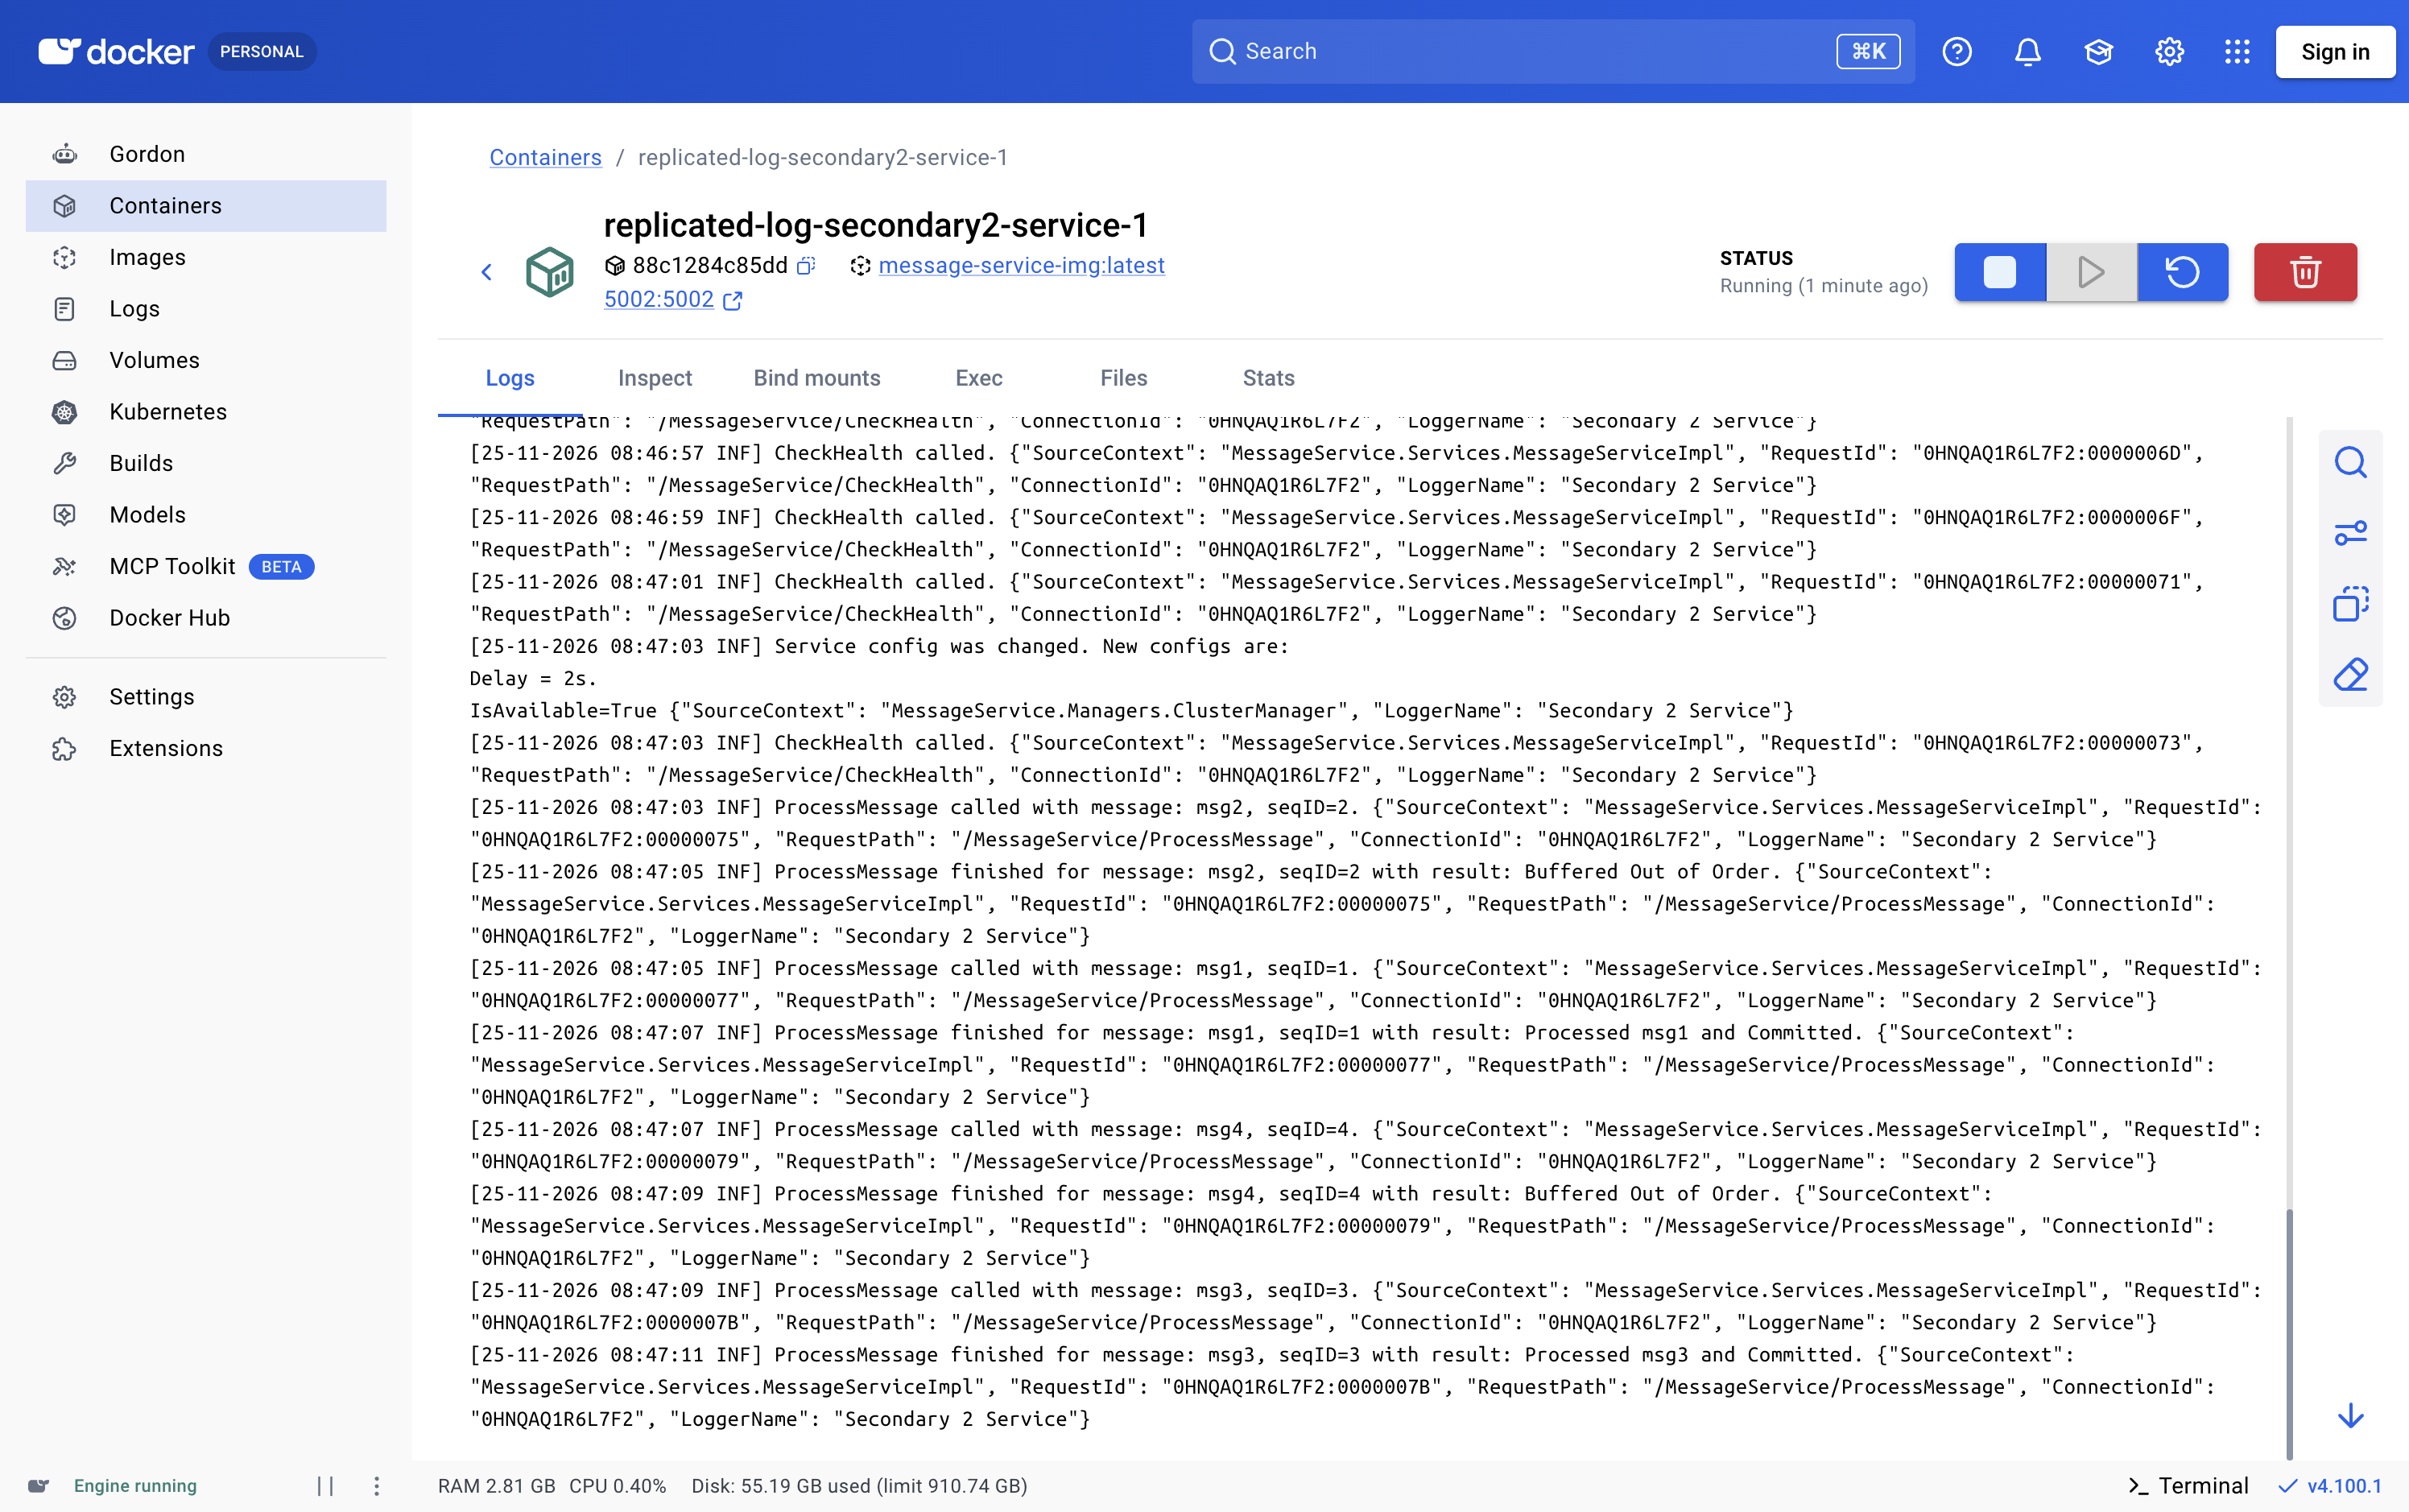 docker PERSONAL
Search
⌘K
Sign in
Gordon
Containers
Images
Logs
Volumes
Kubernetes
Builds
Models
MCP Toolkit BETA
Docker Hub
Settings
Extensions
Containers / replicated-log-secondary2-service-1
replicated-log-secondary2-service-1
88c1284c85dd message-service-img:latest
5002:5002
STATUS
Running (1 minute ago)
Logs Inspect Bind mounts Exec Files Stats
"RequestPath": "/MessageService/CheckHealth", "ConnectionId": "0HNQAQ1R6L7F2", "LoggerName": "Secondary 2 Service"}
[25-11-2026 08:46:57 INF] CheckHealth called. {"SourceContext": "MessageService.Services.MessageServiceImpl", "RequestId": "0HNQAQ1R6L7F2:0000006D",
"RequestPath": "/MessageService/CheckHealth", "ConnectionId": "0HNQAQ1R6L7F2", "LoggerName": "Secondary 2 Service"}
[25-11-2026 08:46:59 INF] CheckHealth called. {"SourceContext": "MessageService.Services.MessageServiceImpl", "RequestId": "0HNQAQ1R6L7F2:0000006F",
"RequestPath": "/MessageService/CheckHealth", "ConnectionId": "0HNQAQ1R6L7F2", "LoggerName": "Secondary 2 Service"}
[25-11-2026 08:47:01 INF] CheckHealth called. {"SourceContext": "MessageService.Services.MessageServiceImpl", "RequestId": "0HNQAQ1R6L7F2:00000071",
"RequestPath": "/MessageService/CheckHealth", "ConnectionId": "0HNQAQ1R6L7F2", "LoggerName": "Secondary 2 Service"}
[25-11-2026 08:47:03 INF] Service config was changed. New configs are:
Delay = 2s.
IsAvailable=True {"SourceContext": "MessageService.Managers.ClusterManager", "LoggerName": "Secondary 2 Service"}
[25-11-2026 08:47:03 INF] CheckHealth called. {"SourceContext": "MessageService.Services.MessageServiceImpl", "RequestId": "0HNQAQ1R6L7F2:00000073",
"RequestPath": "/MessageService/CheckHealth", "ConnectionId": "0HNQAQ1R6L7F2", "LoggerName": "Secondary 2 Service"}
[25-11-2026 08:47:03 INF] ProcessMessage called with message: msg2, seqID=2. {"SourceContext": "MessageService.Services.MessageServiceImpl", "RequestId":
"0HNQAQ1R6L7F2:00000075", "RequestPath": "/MessageService/ProcessMessage", "ConnectionId": "0HNQAQ1R6L7F2", "LoggerName": "Secondary 2 Service"}
[25-11-2026 08:47:05 INF] ProcessMessage finished for message: msg2, seqID=2 with result: Buffered Out of Order. {"SourceContext":
"MessageService.Services.MessageServiceImpl", "RequestId": "0HNQAQ1R6L7F2:00000075", "RequestPath": "/MessageService/ProcessMessage", "ConnectionId":
"0HNQAQ1R6L7F2", "LoggerName": "Secondary 2 Service"}
[25-11-2026 08:47:05 INF] ProcessMessage called with message: msg1, seqID=1. {"SourceContext": "MessageService.Services.MessageServiceImpl", "RequestId":
"0HNQAQ1R6L7F2:00000077", "RequestPath": "/MessageService/ProcessMessage", "ConnectionId": "0HNQAQ1R6L7F2", "LoggerName": "Secondary 2 Service"}
[25-11-2026 08:47:07 INF] ProcessMessage finished for message: msg1, seqID=1 with result: Processed msg1 and Committed. {"SourceContext":
"MessageService.Services.MessageServiceImpl", "RequestId": "0HNQAQ1R6L7F2:00000077", "RequestPath": "/MessageService/ProcessMessage", "ConnectionId":
"0HNQAQ1R6L7F2", "LoggerName": "Secondary 2 Service"}
[25-11-2026 08:47:07 INF] ProcessMessage called with message: msg4, seqID=4. {"SourceContext": "MessageService.Services.MessageServiceImpl", "RequestId":
"0HNQAQ1R6L7F2:00000079", "RequestPath": "/MessageService/ProcessMessage", "ConnectionId": "0HNQAQ1R6L7F2", "LoggerName": "Secondary 2 Service"}
[25-11-2026 08:47:09 INF] ProcessMessage finished for message: msg4, seqID=4 with result: Buffered Out of Order. {"SourceContext":
"MessageService.Services.MessageServiceImpl", "RequestId": "0HNQAQ1R6L7F2:00000079", "RequestPath": "/MessageService/ProcessMessage", "ConnectionId":
"0HNQAQ1R6L7F2", "LoggerName": "Secondary 2 Service"}
[25-11-2026 08:47:09 INF] ProcessMessage called with message: msg3, seqID=3. {"SourceContext": "MessageService.Services.MessageServiceImpl", "RequestId":
"0HNQAQ1R6L7F2:0000007B", "RequestPath": "/MessageService/ProcessMessage", "ConnectionId": "0HNQAQ1R6L7F2", "LoggerName": "Secondary 2 Service"}
[25-11-2026 08:47:11 INF] ProcessMessage finished for message: msg3, seqID=3 with result: Processed msg3 and Committed. {"SourceContext":
"MessageService.Services.MessageServiceImpl", "RequestId": "0HNQAQ1R6L7F2:0000007B", "RequestPath": "/MessageService/ProcessMessage", "ConnectionId":
"0HNQAQ1R6L7F2", "LoggerName": "Secondary 2 Service"}
Engine running
RAM 2.81 GB CPU 0.40% Disk: 55.19 GB used (limit 910.74 GB)
Terminal
v4.100.1